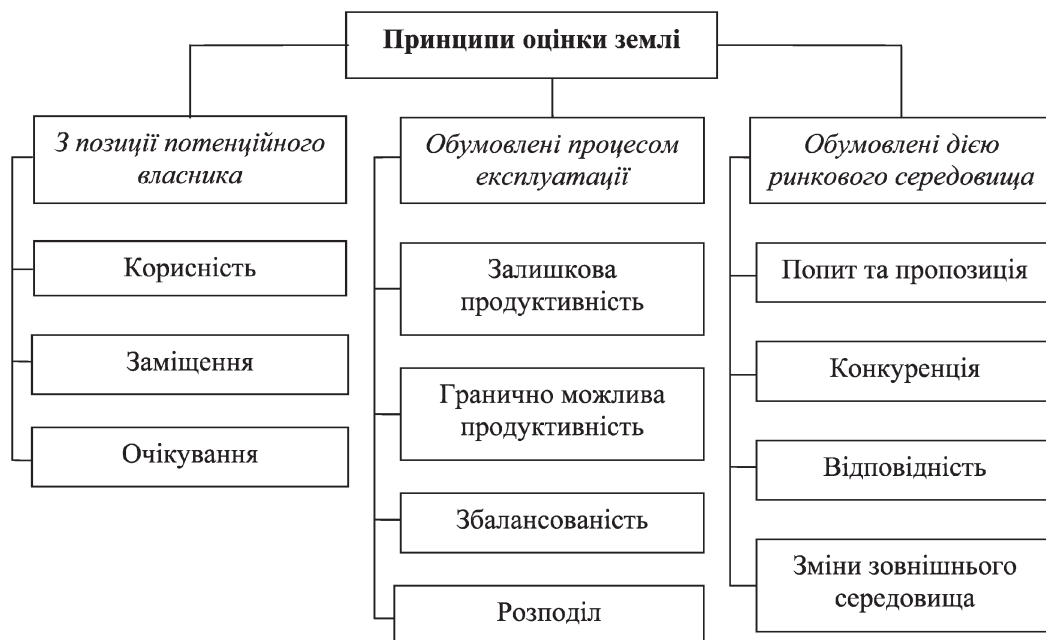 Принципи оцінки землі
З позиції потенційного
власника
Корисність
Заміщення
Очікування
Обумовлені процесом
експлуатації
Залишкова
продуктивність
Гранично можлива
продуктивність
Збалансованість
Розподіл
Обумовлені дією
ринкового середовища
Попит та пропозиція
Конкуренція
Відповідність
Зміни зовнішнього
середовища